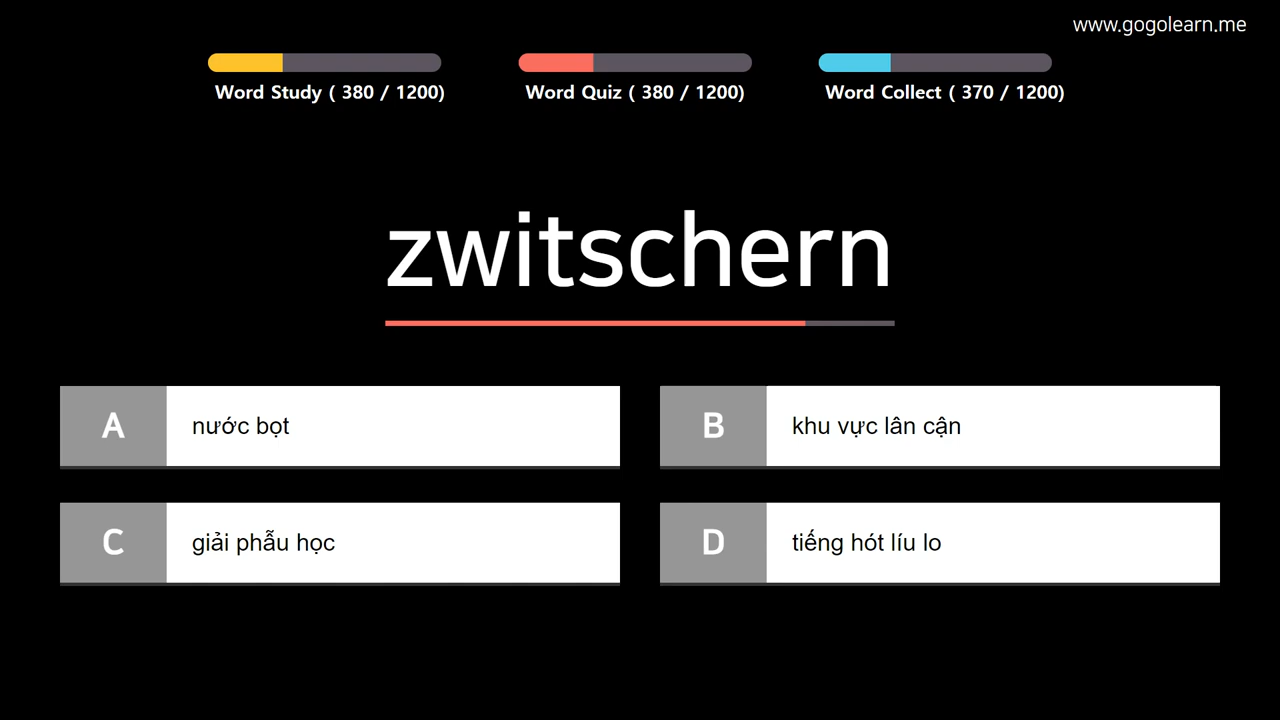 www.gogolearn.me
Word Study ( 380 / 1200)
Word Quiz ( 380 / 1200)
Word Collect ( 370 / 1200)
zwitschern
A
nước bọt
B
khu vực lân cận
C
giải phẫu học
D
tiếng hót líu lo